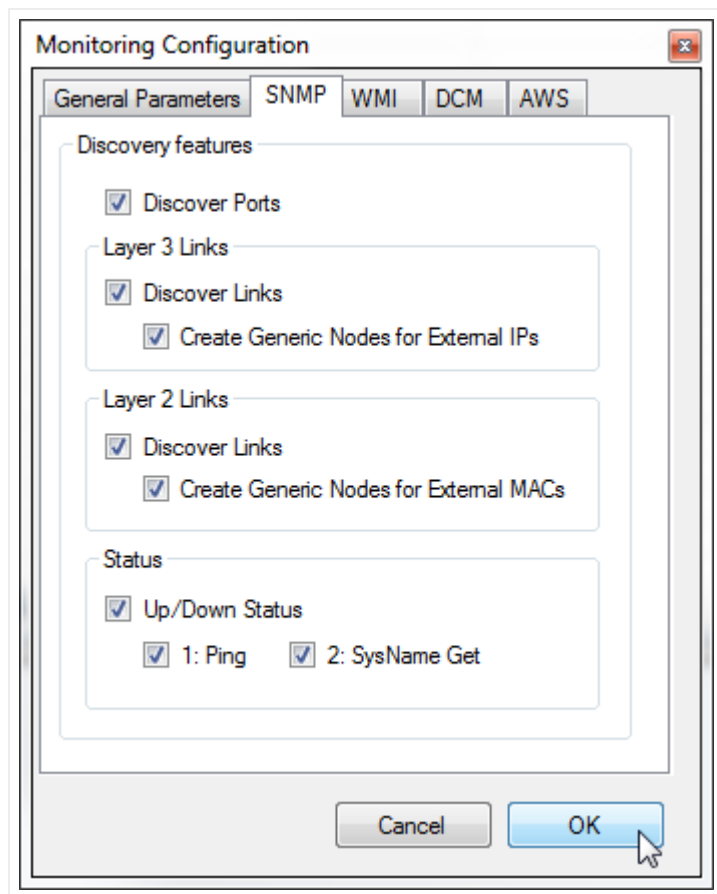 Monitoring Configuration
General Parameters SNMP WMI DCM AWS
Discovery features
Discover Ports
Layer 3 Links
Discover Links
Create Generic Nodes for External IPs
Layer 2 Links
Discover Links
Create Generic Nodes for External MACs
Status
Up/Down Status
1: Ping 2: SysName Get
Cancel OK